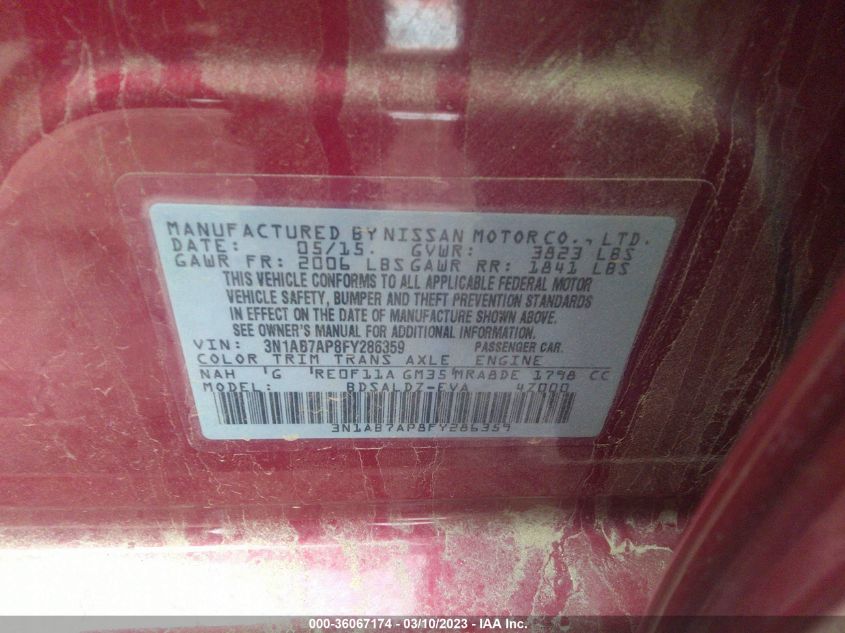 MANUFACTURED BY NISSAN MOTOR CO., LTD.
DATE: 05/15. GVWR: 3823 LBS
GAWR FR: 2006 LBS GAWR RR: 1841 LBS
THIS VEHICLE CONFORMS TO ALL APPLICABLE FEDERAL MOTOR
VEHICLE SAFETY, BUMPER AND THEFT PREVENTION STANDARDS
IN EFFECT ON THE DATE OF MANUFACTURE SHOWN ABOVE.
SEE OWNER'S MANUAL FOR ADDITIONAL INFORMATION.
VIN: 3N1AB7AP8FY286359 PASSENGER CAR.
COLOR TRIM TRANS AXLE ENGINE
NAH G RE0F11A GM35 MRA8DE 1798 CC
MODEL: BDSALDZ-EVA 4Z000
3N1AB7AP8FY286359
000-36067174 - 03/10/2023 - IAA Inc.